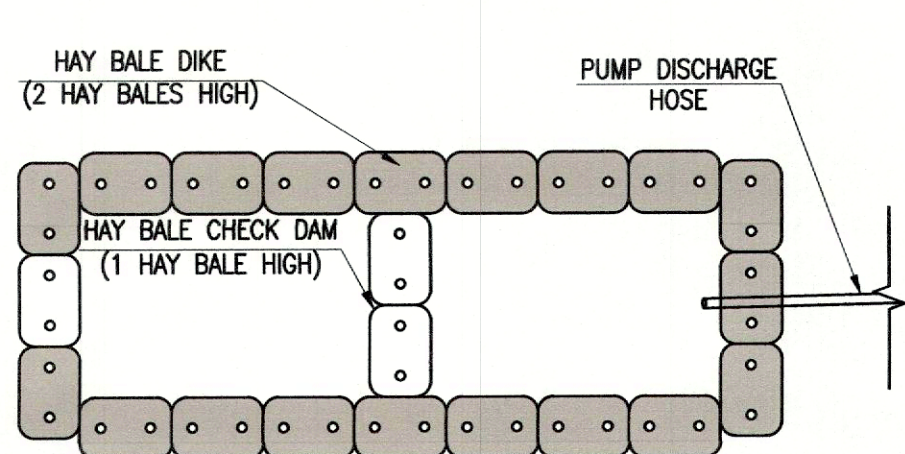 HAY BALE DIKE
(2 HAY BALES HIGH)
PUMP DISCHARGE
HOSE
HAY BALE CHECK DAM
(1 HAY BALE HIGH)